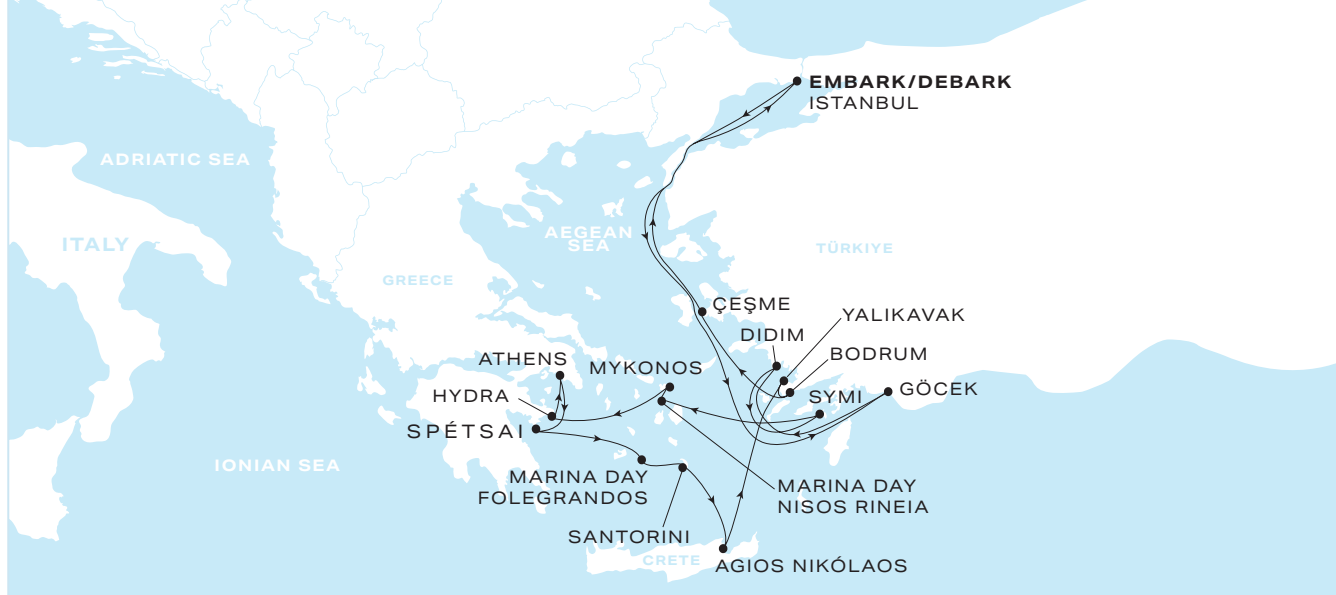 EMBARK/DEBARK
ISTANBUL
ADRIATIC SEA
ITALY
AEGEAN
SEA
TÜRKIYE
GREECE
ÇEŞME
YALIKAVAK
DIDIM
BODRUM
ATHENS
MYKONOS
GÖCEK
HYDRA
SYMI
SPÉTSAI
IONIAN SEA
MARINA DAY
FOLEGRANDOS
MARINA DAY
NISOS RINEIA
SANTORINI
CRETE
AGIOS NIKÓLAOS